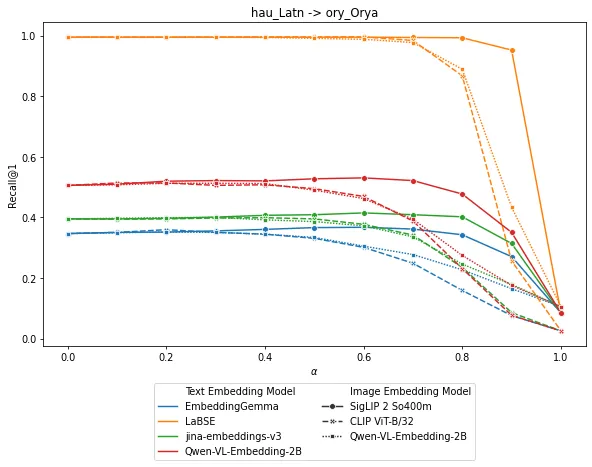 hau_Latn -> ory_Orya
1.0
0.8
0.6
0.4
0.2
0.0
Recall@1
0.0 0.2 0.4 0.6 0.8 1.0
α
Text Embedding Model Image Embedding Model
EmbeddingGemma SigLIP 2 So400m
LaBSE CLIP ViT-B/32
jina-embeddings-v3 Qwen-VL-Embedding-2B
Qwen-VL-Embedding-2B